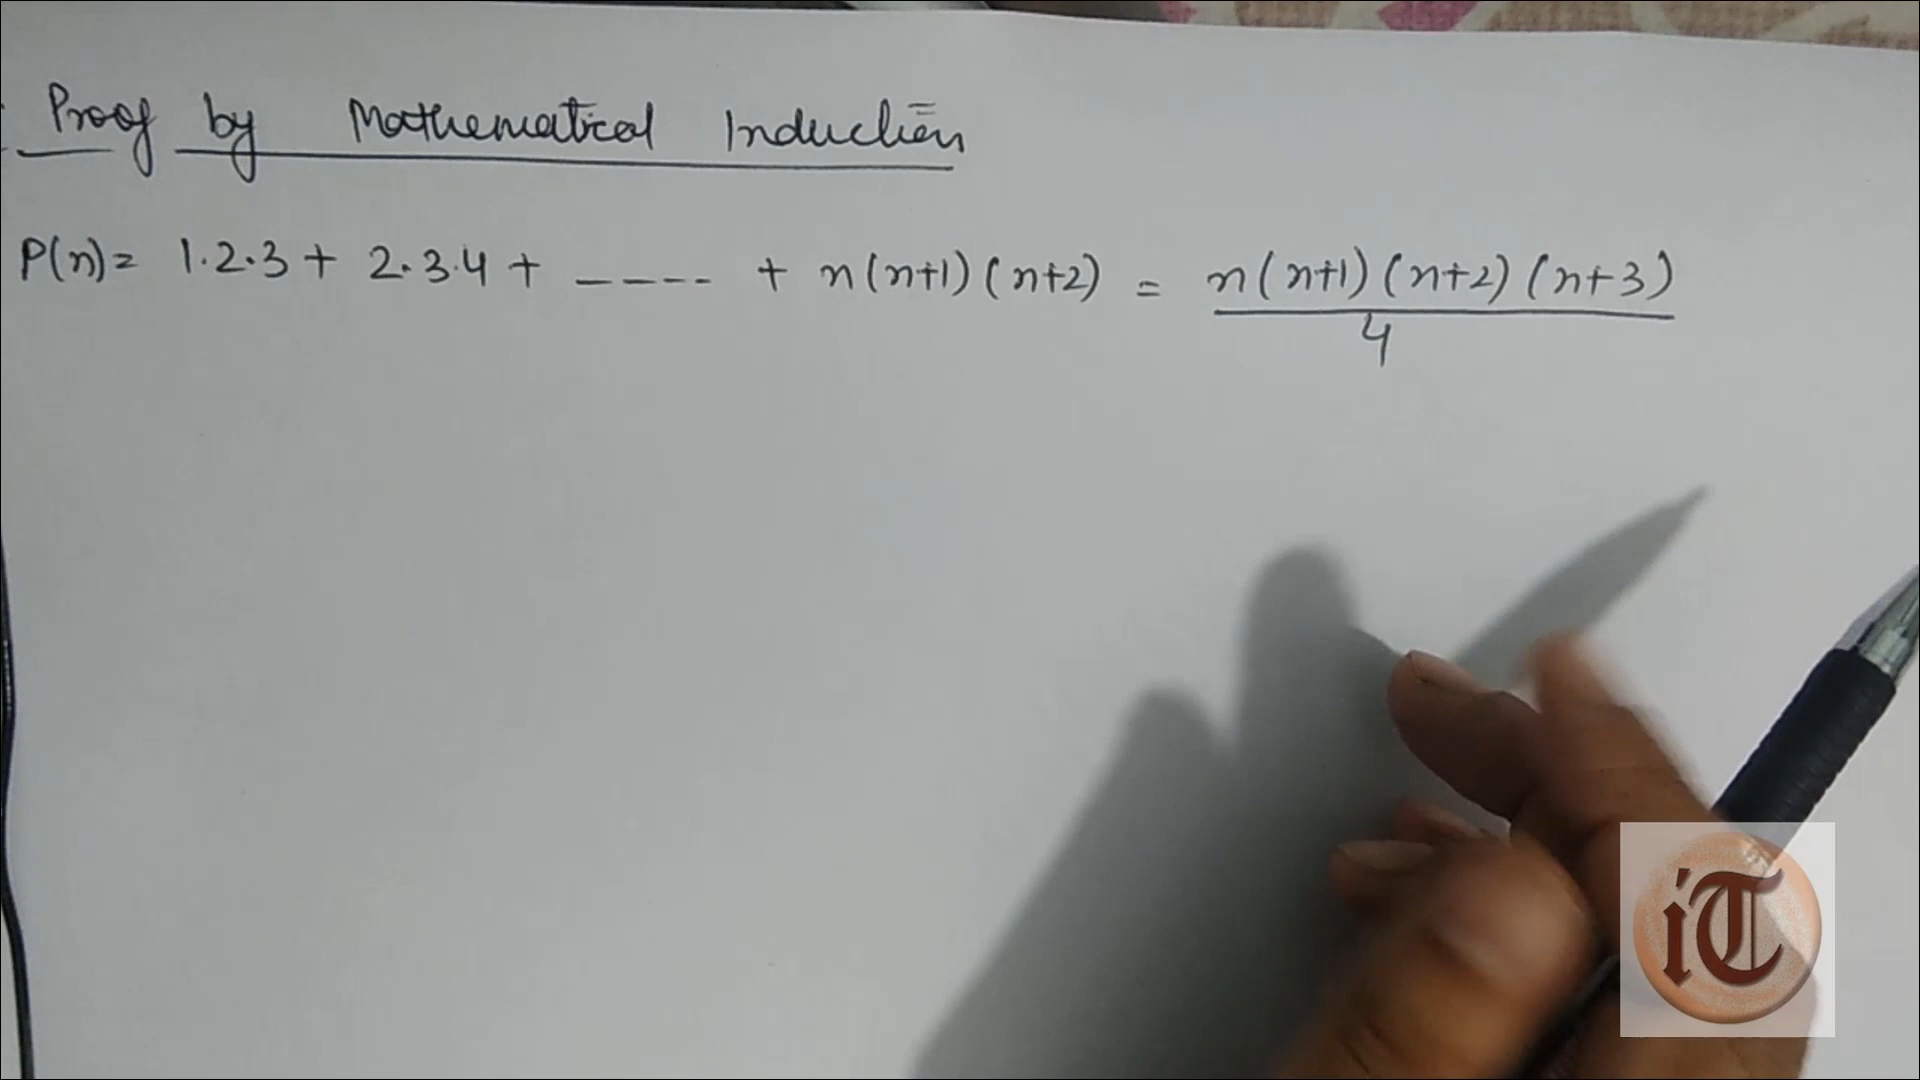 Proof by Mathematical Induction
P(n)= 1.2.3 + 2.3.4 + ---- + n(n+1)(n+2) = n(n+1)(n+2)(n+3)
4
iT